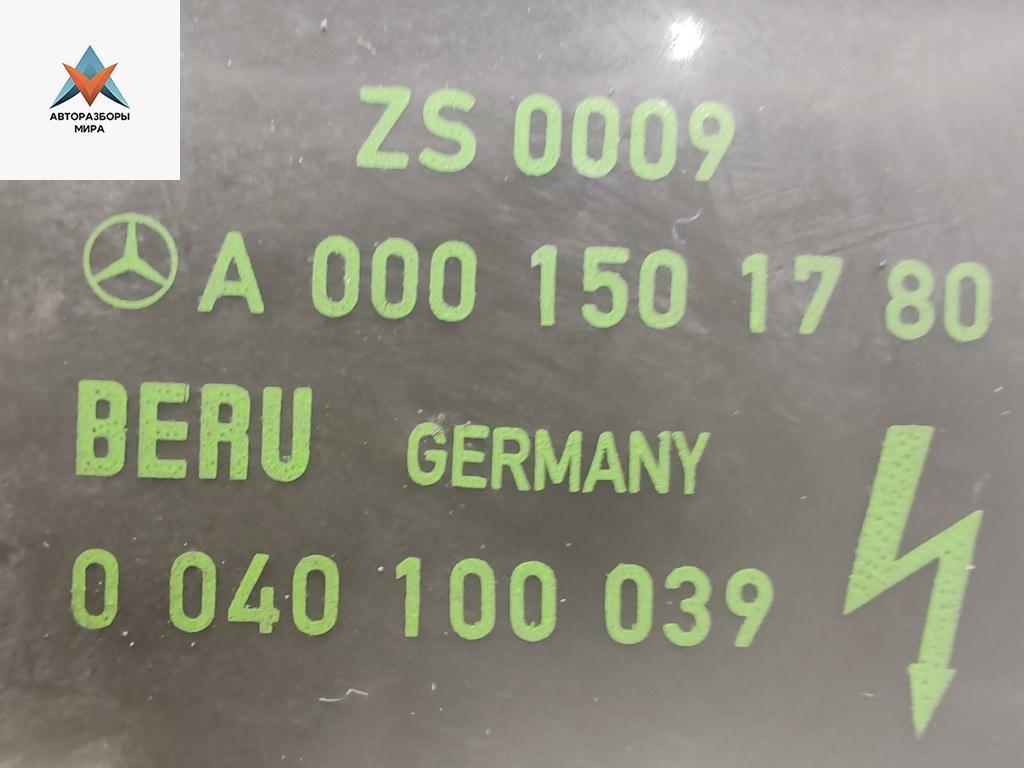 АВТОРАЗБОРЫ
МИРА
ZS 0009
A 000 150 17 80
BERU GERMANY
0 040 100 039